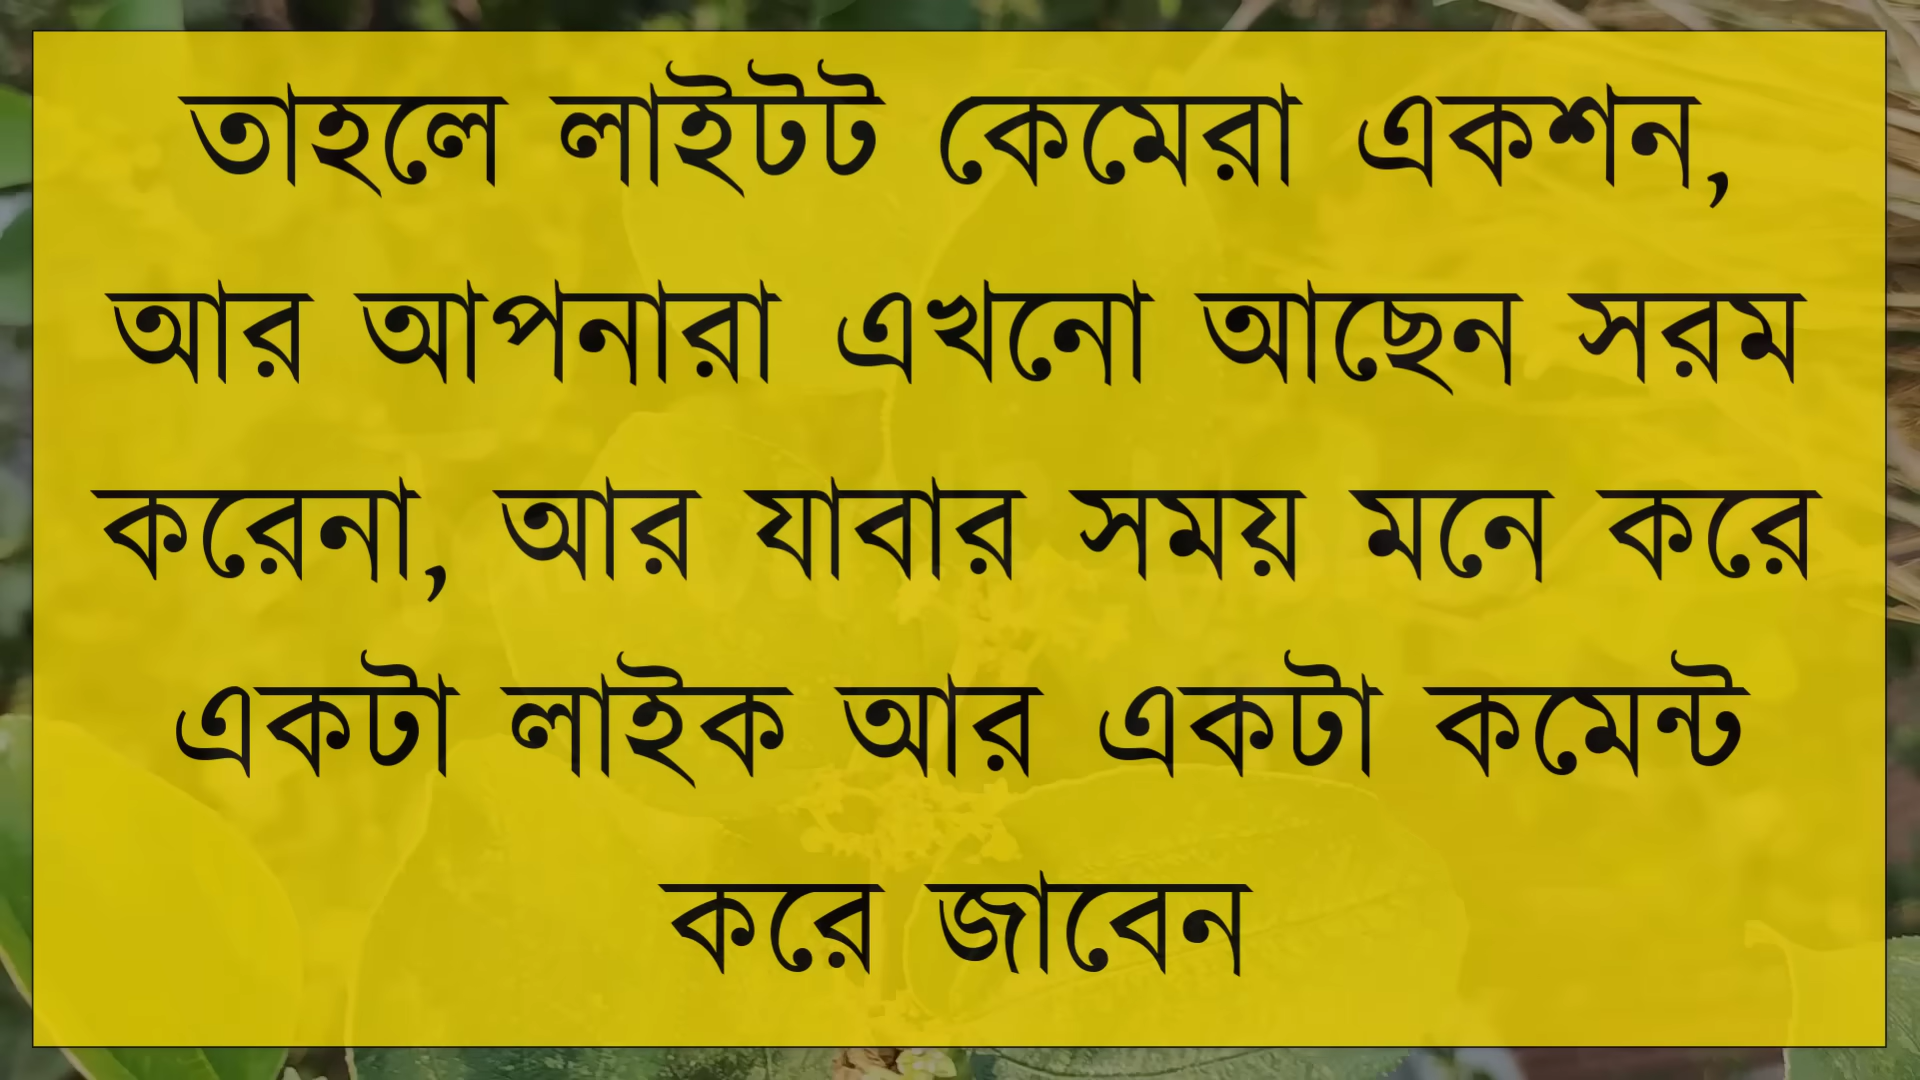 তাহলে লাইটট কেমেরা একশন,
আর আপনারা এখনো আছেন সরম
করেনা, আর যাবার সময় মনে করে
একটা লাইক আর একটা কমেন্ট
করে জাবেন